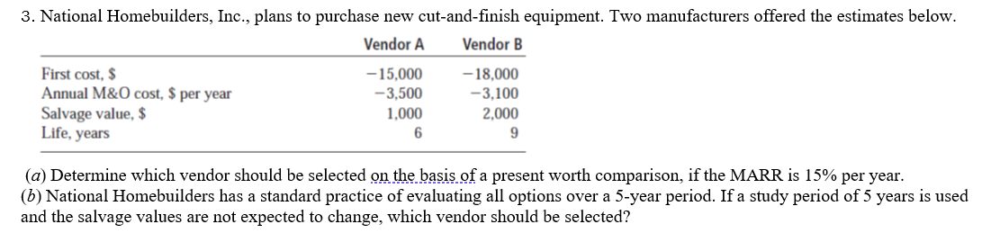 3. National Homebuilders, Inc., plans to purchase new cut-and-finish equipment. Two manufacturers offered the estimates below.
Vendor A Vendor B
First cost, $ −15,000 −18,000
Annual M&O cost, $ per year −3,500 −3,100
Salvage value, $ 1,000 2,000
Life, years 6 9
(a) Determine which vendor should be selected on the basis of a present worth comparison, if the MARR is 15% per year.
(b) National Homebuilders has a standard practice of evaluating all options over a 5-year period. If a study period of 5 years is used
and the salvage values are not expected to change, which vendor should be selected?